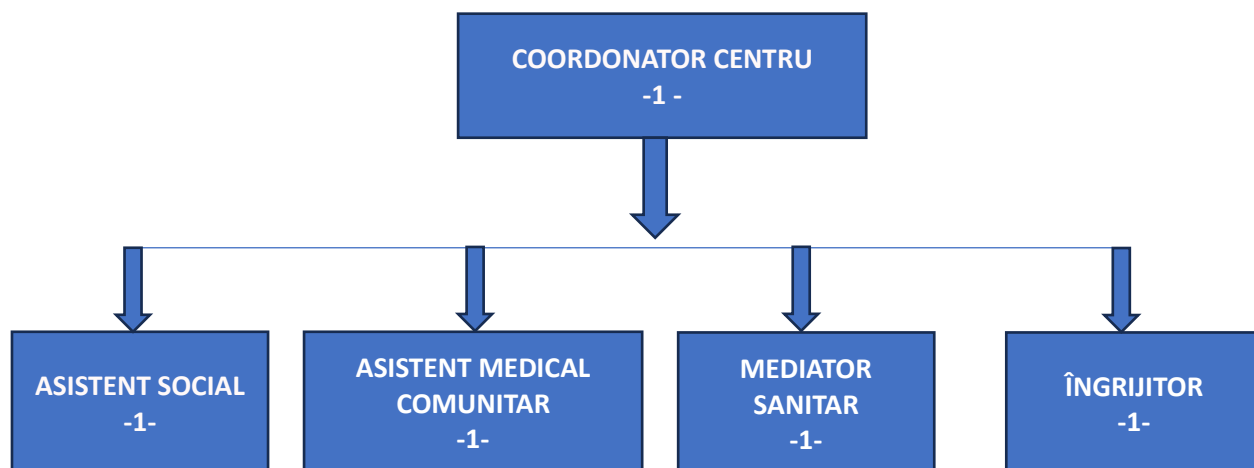 COORDONATOR CENTRU
-1 -
ASISTENT SOCIAL
-1-
ASISTENT MEDICAL
COMUNITAR
-1-
MEDIATOR
SANITAR
-1-
ÎNGRIJITOR
-1-